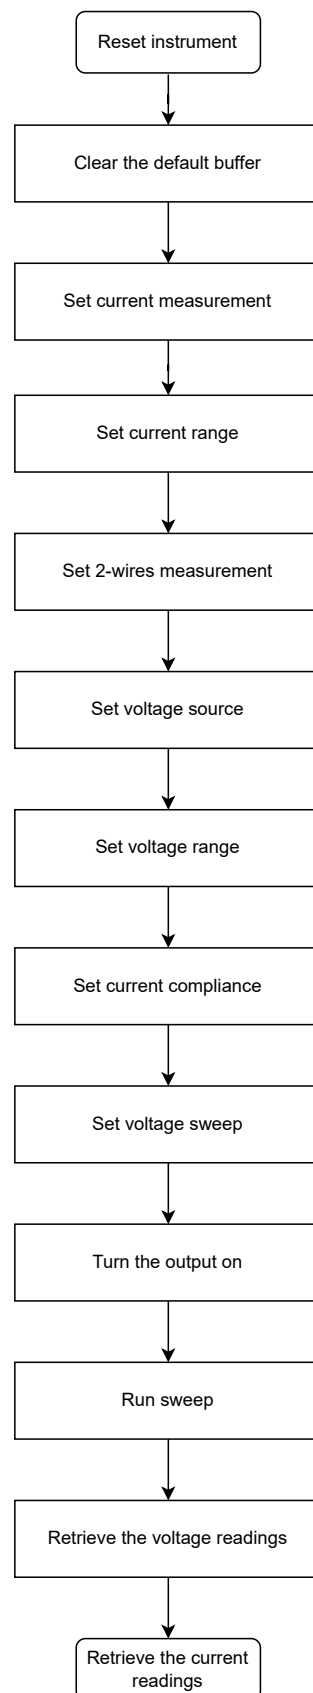 Reset instrument
Clear the default buffer
Set current measurement
Set current range
Set 2-wires measurement
Set voltage source
Set voltage range
Set current compliance
Set voltage sweep
Turn the output on
Run sweep
Retrieve the voltage readings
Retrieve the current
readings